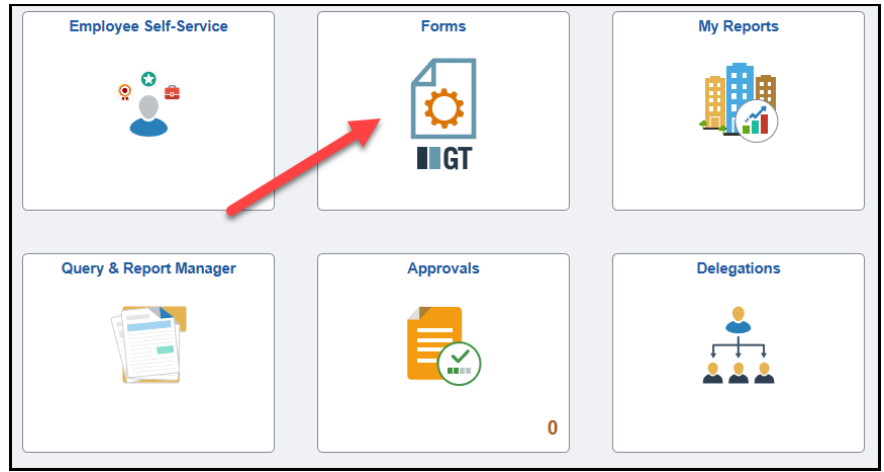 Employee Self-Service
Forms
GT
My Reports
Query & Report Manager
Approvals
0
Delegations